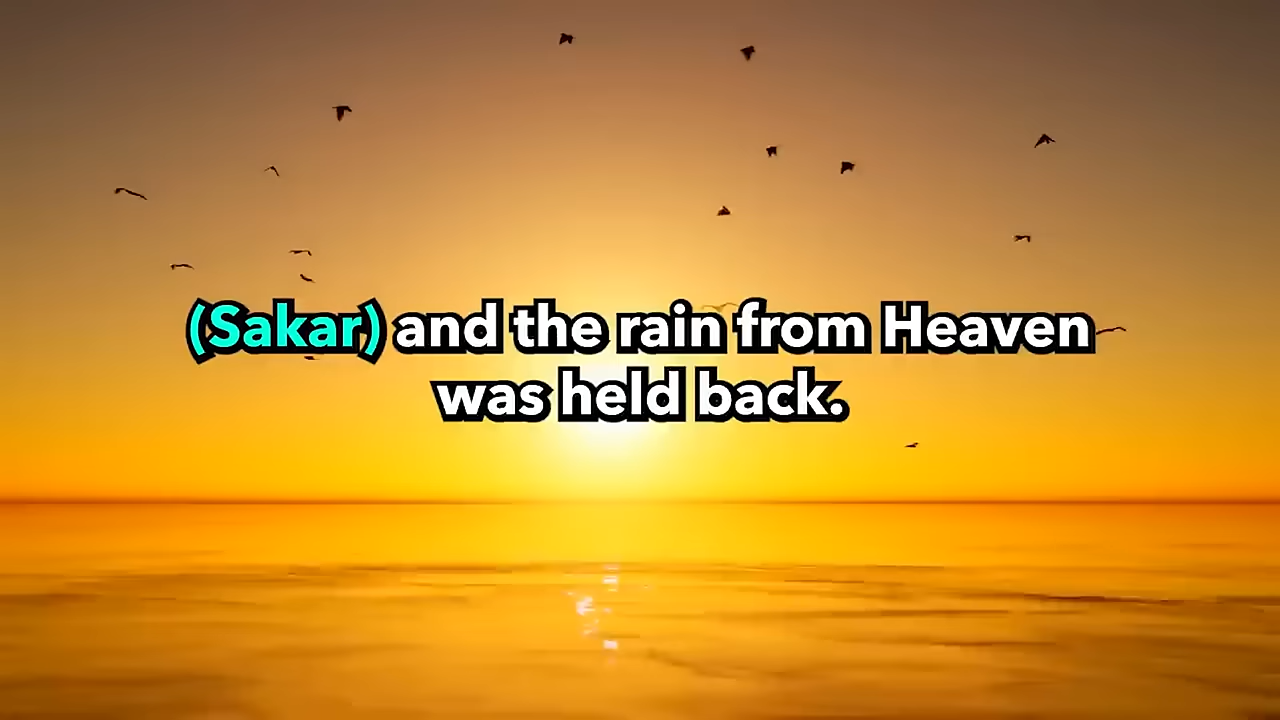 (Sakar) and the rain from Heaven
was held back.